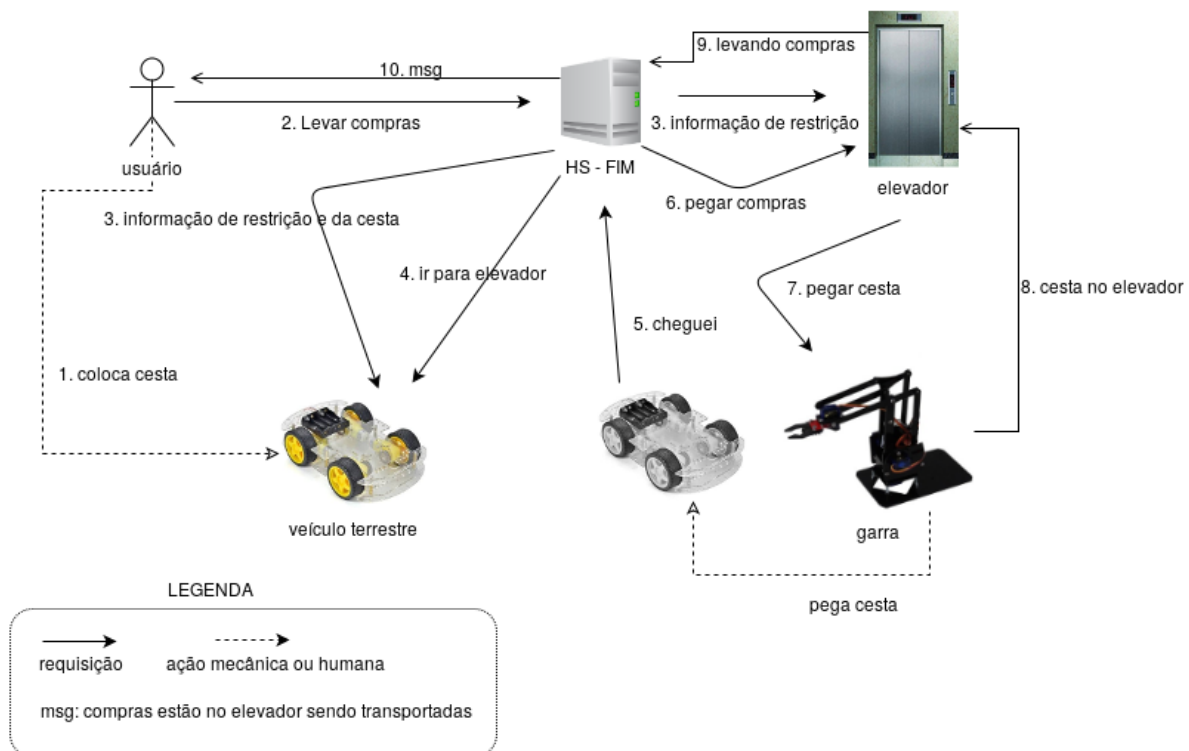 9. levando compras
10. msg
2. Levar compras
3. informação de restrição
usuário
HS - FIM
elevador
3. informação de restrição e da cesta
6. pegar compras
4. ir para elevador
7. pegar cesta
8. cesta no elevador
5. cheguei
1. coloca cesta
veículo terrestre
garra
LEGENDA
pega cesta
requisição
ação mecânica ou humana
msg: compras estão no elevador sendo transportadas